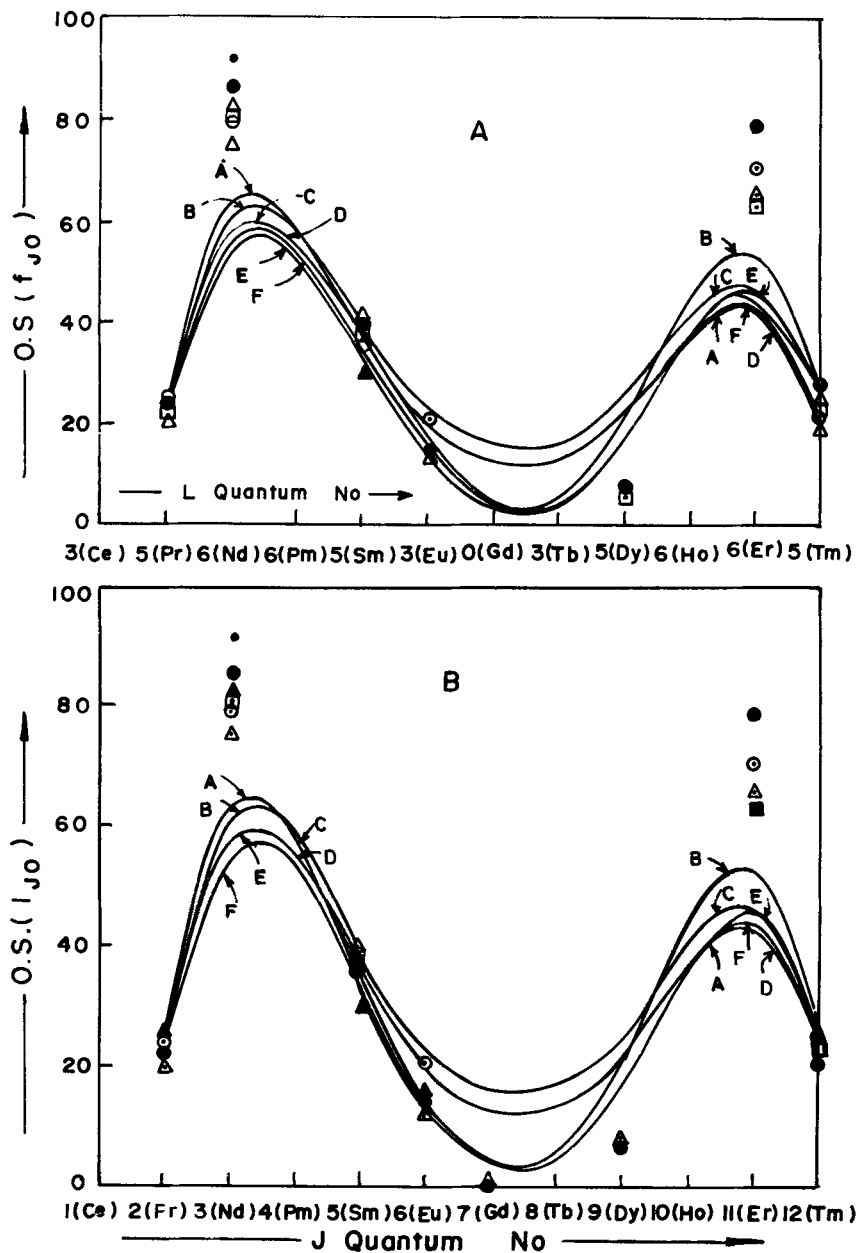 100
80
60
40
20
0
O.S (f JO)
A
A
B
-C
D
E
F
B
C
E
F
A
D
L Quantum No
3(Ce) 5(Pr) 6(Nd) 6(Pm) 5(Sm) 3(Eu) 0(Gd) 3(Tb) 5(Dy) 6(Ho) 6(Er) 5(Tm)
100
80
60
40
20
0
O.S.(I JO)
B
A
B
C
D
E
F
B
C
E
F
A
D
1(Ce) 2(Fr) 3(Nd) 4(Pm) 5(Sm) 6(Eu) 7(Gd) 8(Tb) 9(Dy) 10(Ho) 11(Er) 12(Tm)
J Quantum No